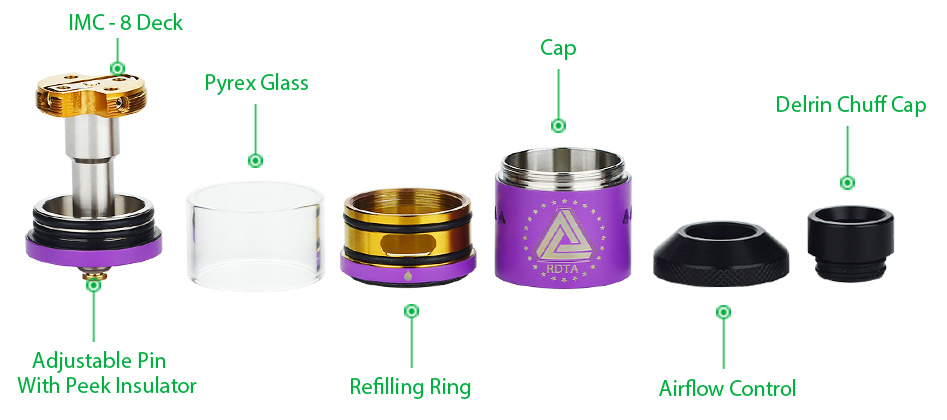 IMC - 8 Deck
Pyrex Glass
Cap
Delrin Chuff Cap
RDTA
Adjustable Pin
With Peek Insulator
Refilling Ring
Airflow Control